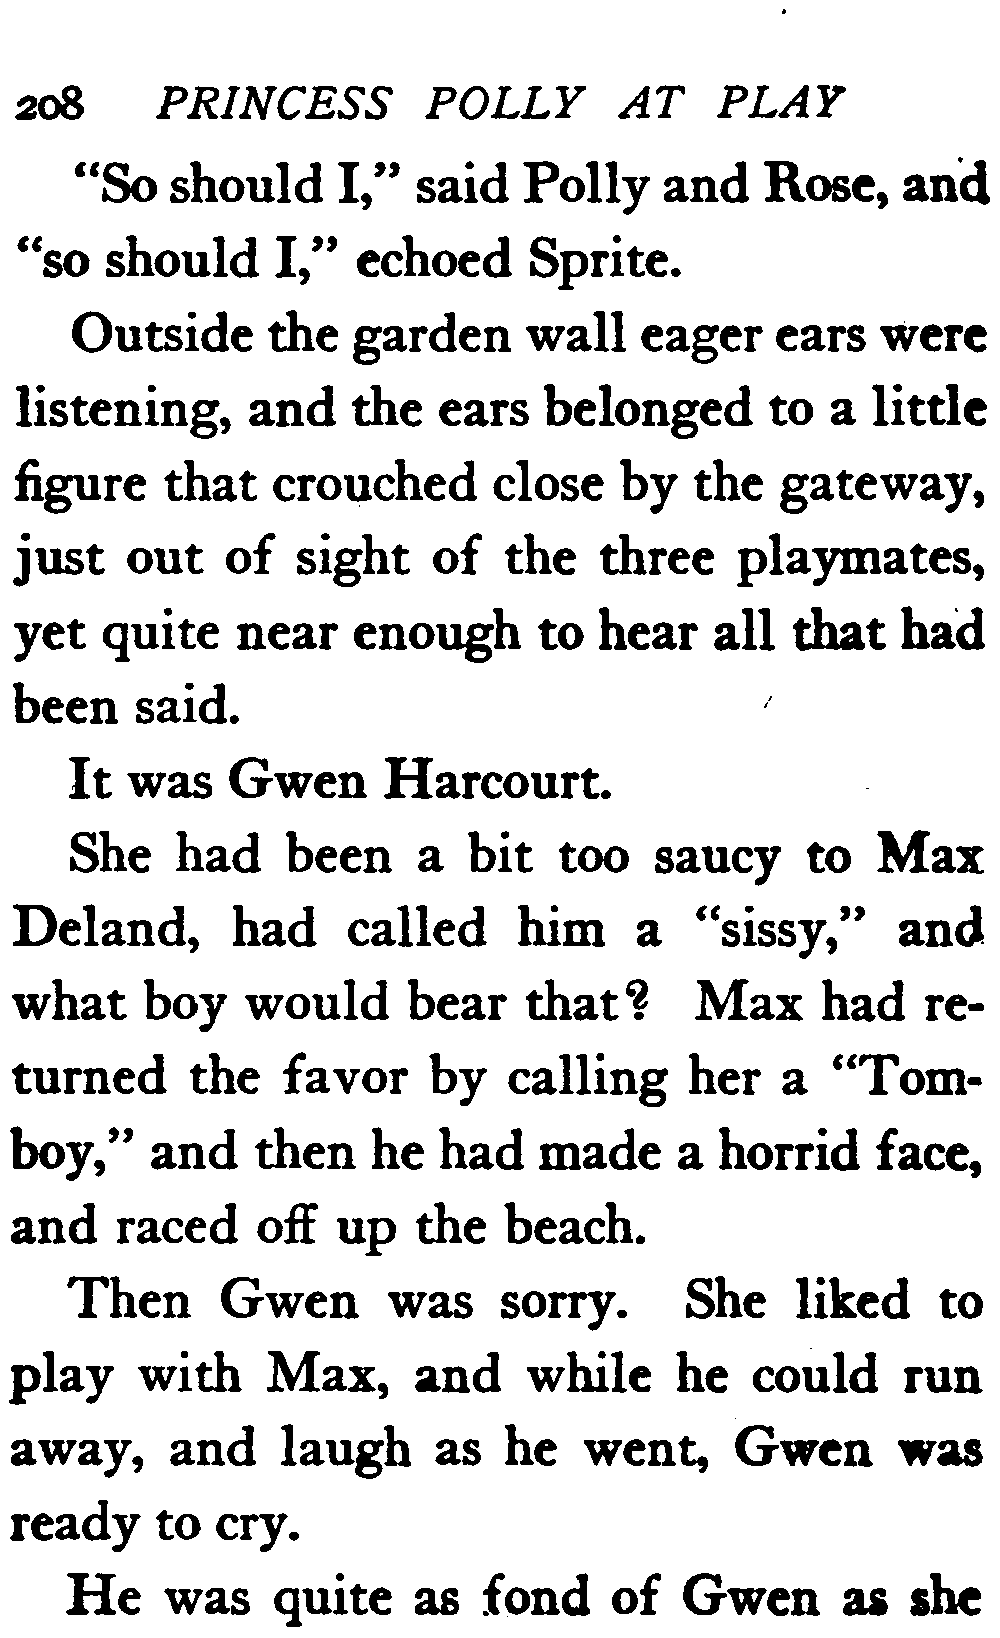 208 PRINCESS POLLY AT PLAY
“So should I,” said Polly and Rose, and
“so should I,” echoed Sprite.
Outside the garden wall eager ears were
listening, and the ears belonged to a little
figure that crouched close by the gateway,
just out of sight of the three playmates,
yet quite near enough to hear all that had
been said.
It was Gwen Harcourt.
She had been a bit too saucy to Max
Deland, had called him a “sissy,” and
what boy would bear that? Max had re-
turned the favor by calling her a “Tom-
boy,” and then he had made a horrid face,
and raced off up the beach.
Then Gwen was sorry. She liked to
play with Max, and while he could run
away, and laugh as he went, Gwen was
ready to cry.
He was quite as fond of Gwen as she